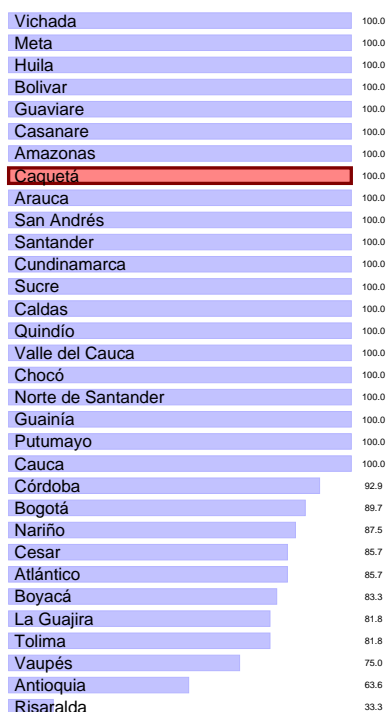 Vichada 100.0
Meta 100.0
Huila 100.0
Bolivar 100.0
Guaviare 100.0
Casanare 100.0
Amazonas 100.0
Caquetá 100.0
Arauca 100.0
San Andrés 100.0
Santander 100.0
Cundinamarca 100.0
Sucre 100.0
Caldas 100.0
Quindío 100.0
Valle del Cauca 100.0
Chocó 100.0
Norte de Santander 100.0
Guainía 100.0
Putumayo 100.0
Cauca 100.0
Córdoba 92.9
Bogotá 89.7
Nariño 87.5
Cesar 85.7
Atlántico 85.7
Boyacá 83.3
La Guajira 81.8
Tolima 81.8
Vaupés 75.0
Antioquia 63.6
Risaralda 33.3